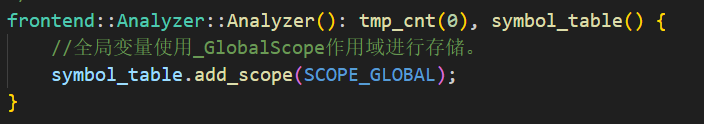 frontend::Analyzer::Analyzer(): tmp_cnt(0), symbol_table() {
    //全局变量使用_GlobalScope作用域进行存储。
    symbol_table.add_scope(SCOPE_GLOBAL);
}